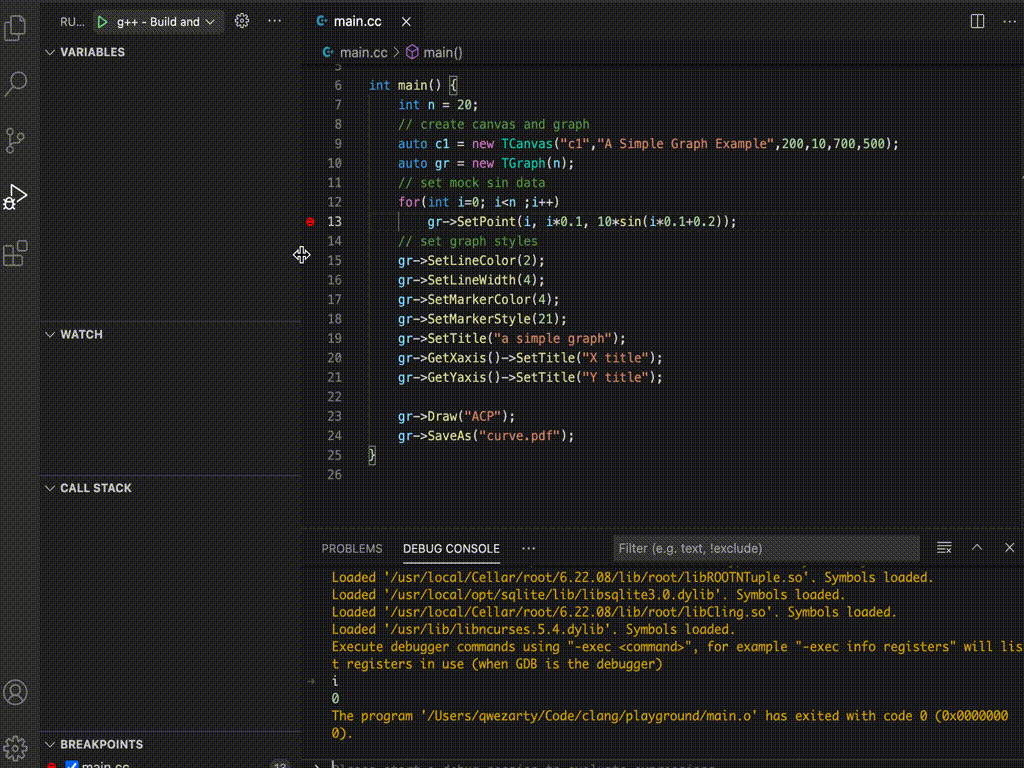 RU... g++ - Build and ···
VARIABLES
WATCH
CALL STACK
BREAKPOINTS
main.cc 13
main.cc
main.cc > main()
5
6 int main() {
7 int n = 20;
8 // create canvas and graph
9 auto c1 = new TCanvas("c1","A Simple Graph Example",200,10,700,500);
10 auto gr = new TGraph(n);
11 // set mock sin data
12 for(int i=0; i<n ;i++)
13 gr->SetPoint(i, i*0.1, 10*sin(i*0.1+0.2));
14 // set graph styles
15 gr->SetLineColor(2);
16 gr->SetLineWidth(4);
17 gr->SetMarkerColor(4);
18 gr->SetMarkerStyle(21);
19 gr->SetTitle("a simple graph");
20 gr->GetXaxis()->SetTitle("X title");
21 gr->GetYaxis()->SetTitle("Y title");
22
23 gr->Draw("ACP");
24 gr->SaveAs("curve.pdf");
25 }
26
PROBLEMS DEBUG CONSOLE ··· Filter (e.g. text, !exclude)
Loaded '/usr/local/Cellar/root/6.22.08/lib/root/libROOTNTuple.so'. Symbols loaded.
Loaded '/usr/local/opt/sqlite/lib/libsqlite3.0.dylib'. Symbols loaded.
Loaded '/usr/local/Cellar/root/6.22.08/lib/root/libCling.so'. Symbols loaded.
Loaded '/usr/lib/libncurses.5.4.dylib'. Symbols loaded.
Execute debugger commands using "-exec <command>", for example "-exec info registers" will lis
t registers in use (when GDB is the debugger)
i
0
The program '/Users/qwezarty/Code/clang/playground/main.o' has exited with code 0 (0x0000000
0).
Please start a debug session to evaluate expressions